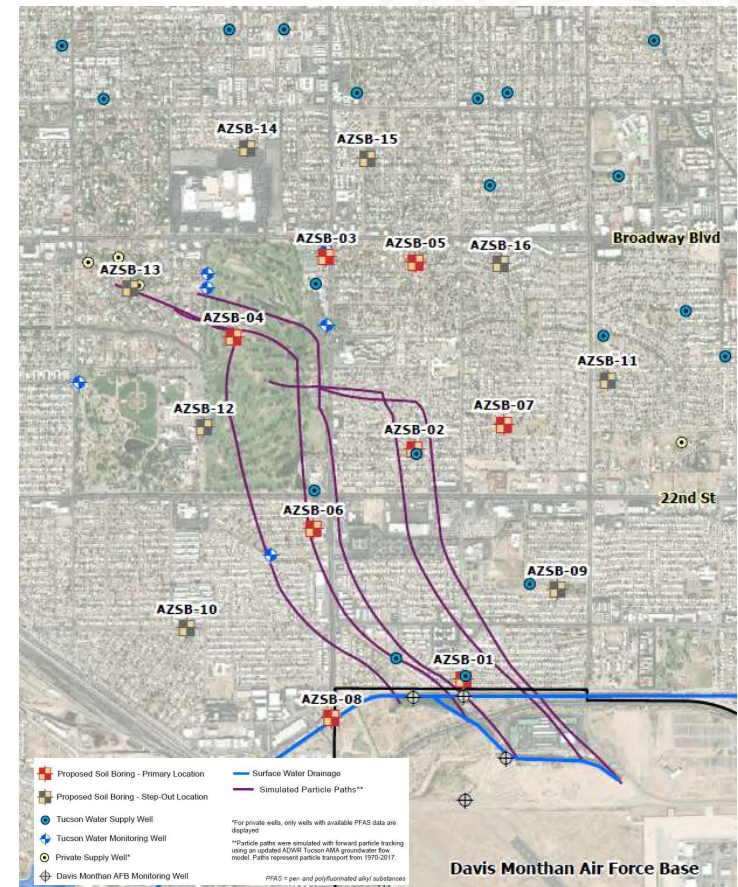 AZSB-14
AZSB-15
AZSB-03
AZSB-05
AZSB-16
Broadway Blvd
AZSB-13
AZSB-04
AZSB-11
AZSB-12
AZSB-07
AZSB-02
22nd St
AZSB-06
AZSB-09
AZSB-10
AZSB-01
AZSB-08
Proposed Soil Boring - Primary Location
Proposed Soil Boring - Step-Out Location
Tucson Water Supply Well
Tucson Water Monitoring Well
Private Supply Well*
Davis Monthan AFB Monitoring Well
Surface Water Drainage
Simulated Particle Paths**
*For private wells, only wells with available PFAS data are
displayed
**Particle paths were simulated with forward particle tracking
using an updated ADWR Tucson AMA groundwater flow
model. Paths represent particle transport from 1970-2017.
PFAS = per- and polyfluorinated alkyl substances
Davis Monthan Air Force Base